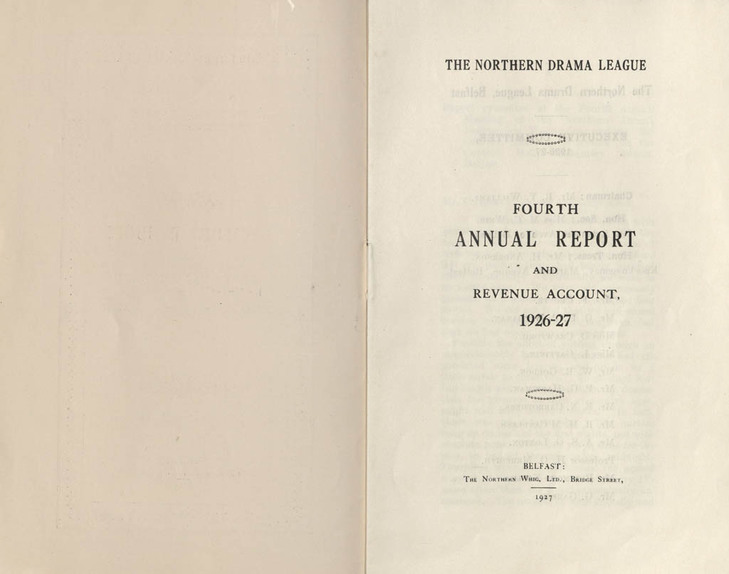 THE NORTHERN DRAMA LEAGUE
FOURTH
ANNUAL REPORT
AND
REVENUE ACCOUNT,
1926-27
BELFAST:
The Northern Whig, Ltd., Bridge Street,
1927